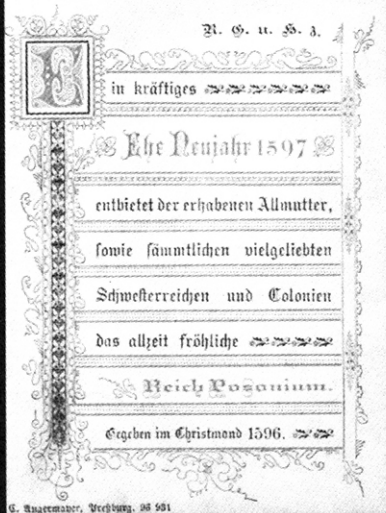 R. G. u. H. z.
Ein kräftiges
Ehe Neujahr 1597
entbietet der erhabenen Allmutter,
sowie sämmtlichen vielgeliebten
Schwesterreichen und Colonien
das allzeit fröhliche
Reich Posonium.
Gegeben im Christmond 1596.
C. Angermayer, Preßburg. 96 931